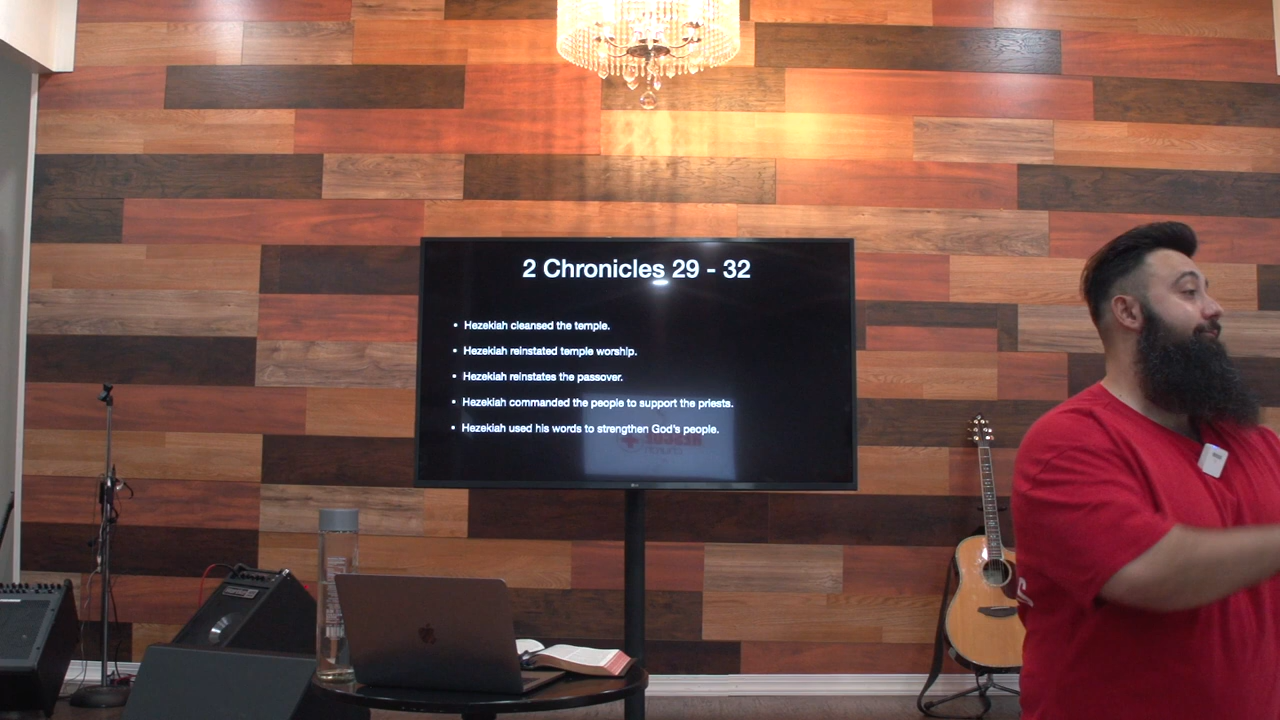 2 Chronicles 29 - 32
• Hezekiah cleansed the temple.
• Hezekiah reinstated temple worship.
• Hezekiah reinstates the passover.
• Hezekiah commanded the people to support the priests.
• Hezekiah used his words to strengthen God's people.
LG